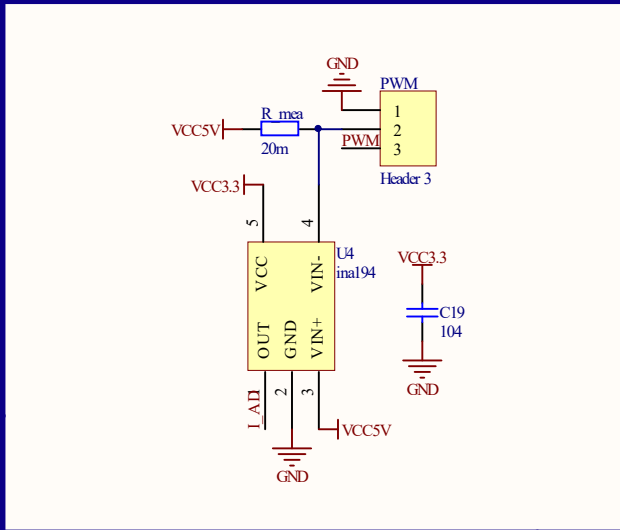 GND
PWM
R_mea
1
VCC5V
2
20m
PWM
3
Header 3
VCC3.3
5
4
U4
ina194
VCC
VIN-
OUT
GND
VIN+
VCC3.3
C19
104
GND
I_AD
2
3
VCC5V
GND